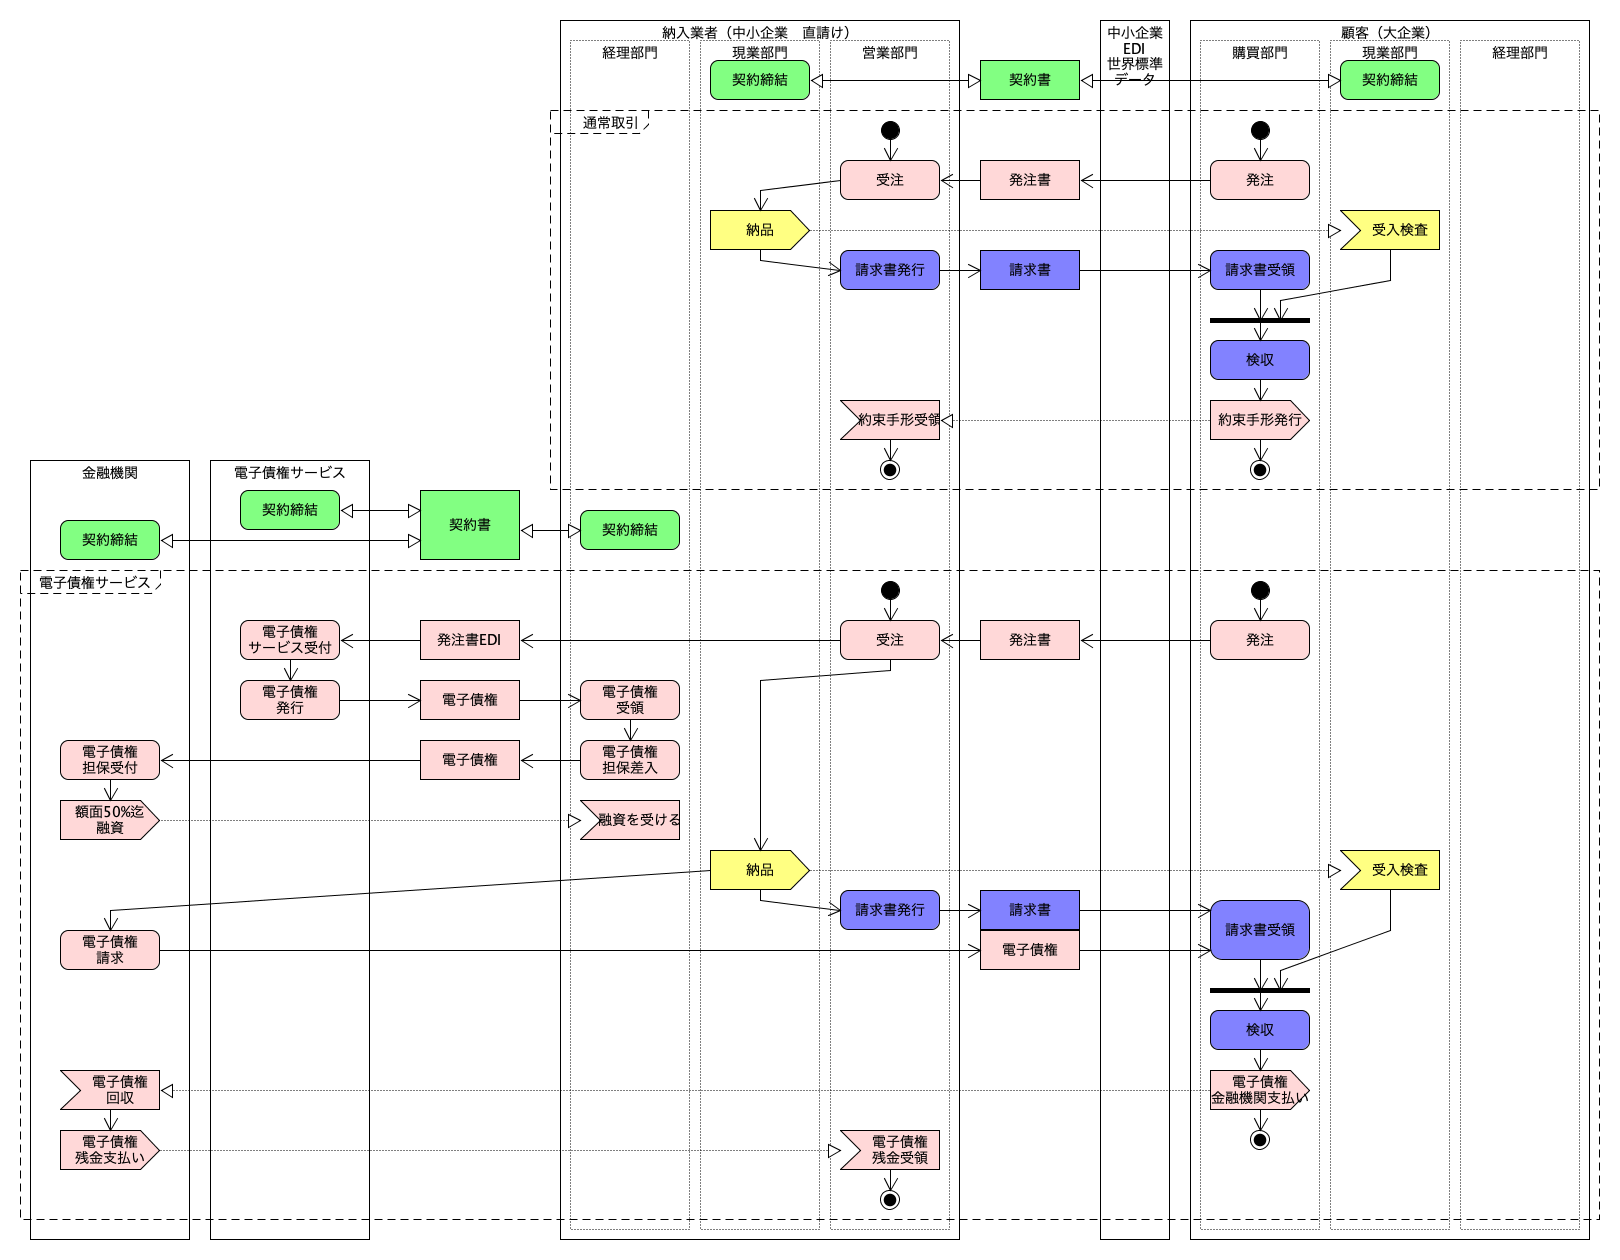 納入業者（中小企業　直請け）
中小企業
EDI
世界標準
データ
顧客（大企業）
経理部門
現業部門
営業部門
購買部門
現業部門
経理部門
契約締結
契約書
契約締結
通常取引
受注
発注書
発注
納品
受入検査
請求書発行
請求書
請求書受領
検収
約束手形受領
約束手形発行
金融機関
電子債権サービス
契約締結
契約書
契約締結
契約締結
電子債権サービス
電子債権
サービス受付
発注書EDI
受注
発注書
発注
電子債権
発行
電子債権
電子債権
受領
電子債権
担保受付
電子債権
電子債権
担保差入
額面50%迄
融資
融資を受ける
納品
受入検査
請求書発行
請求書
請求書受領
電子債権
請求
電子債権
検収
電子債権
回収
電子債権
金融機関支払い
電子債権
残金支払い
電子債権
残金受領